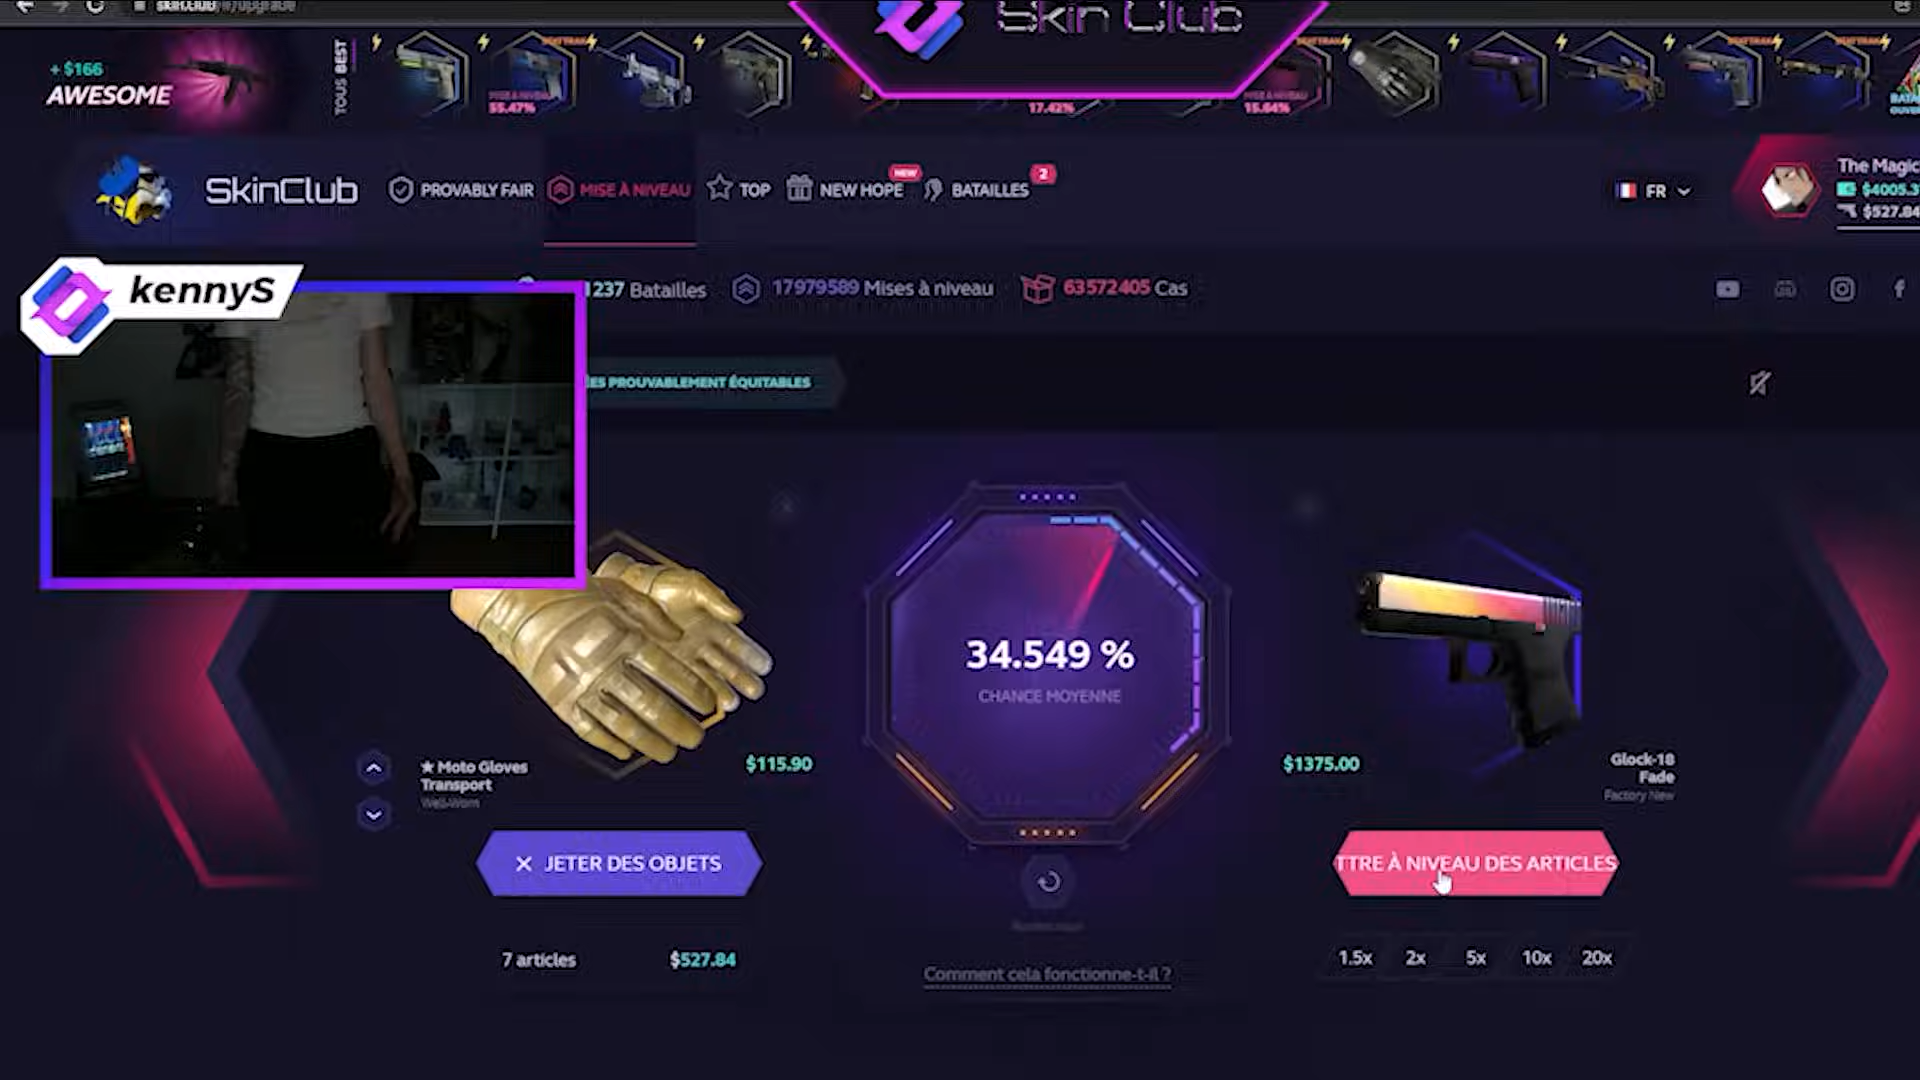 Skin Club
+ $166
AWESOME
TOUS BEST
55.47%
17.42%
15.64%
SKINCLUB
PROVABLY FAIR
MISE À NIVEAU
TOP
NEW HOPE
NEW
BATAILLES
2
FR
The Magic
$4005.3
$527.84
kennyS
1237 Batailles
17979589 Mises à niveau
63572405 Cas
ES PROUVABLEMENT ÉQUITABLES
34.549 %
CHANCE MOYENNE
★ Moto Gloves
Transport
Well-Worn
$115.90
$1375.00
Glock-18
Fade
Factory New
JETER DES OBJETS
TTRE À NIVEAU DES ARTICLES
7 articles
$527.84
Comment cela fonctionne-t-il ?
1.5x
2x
5x
10x
20x